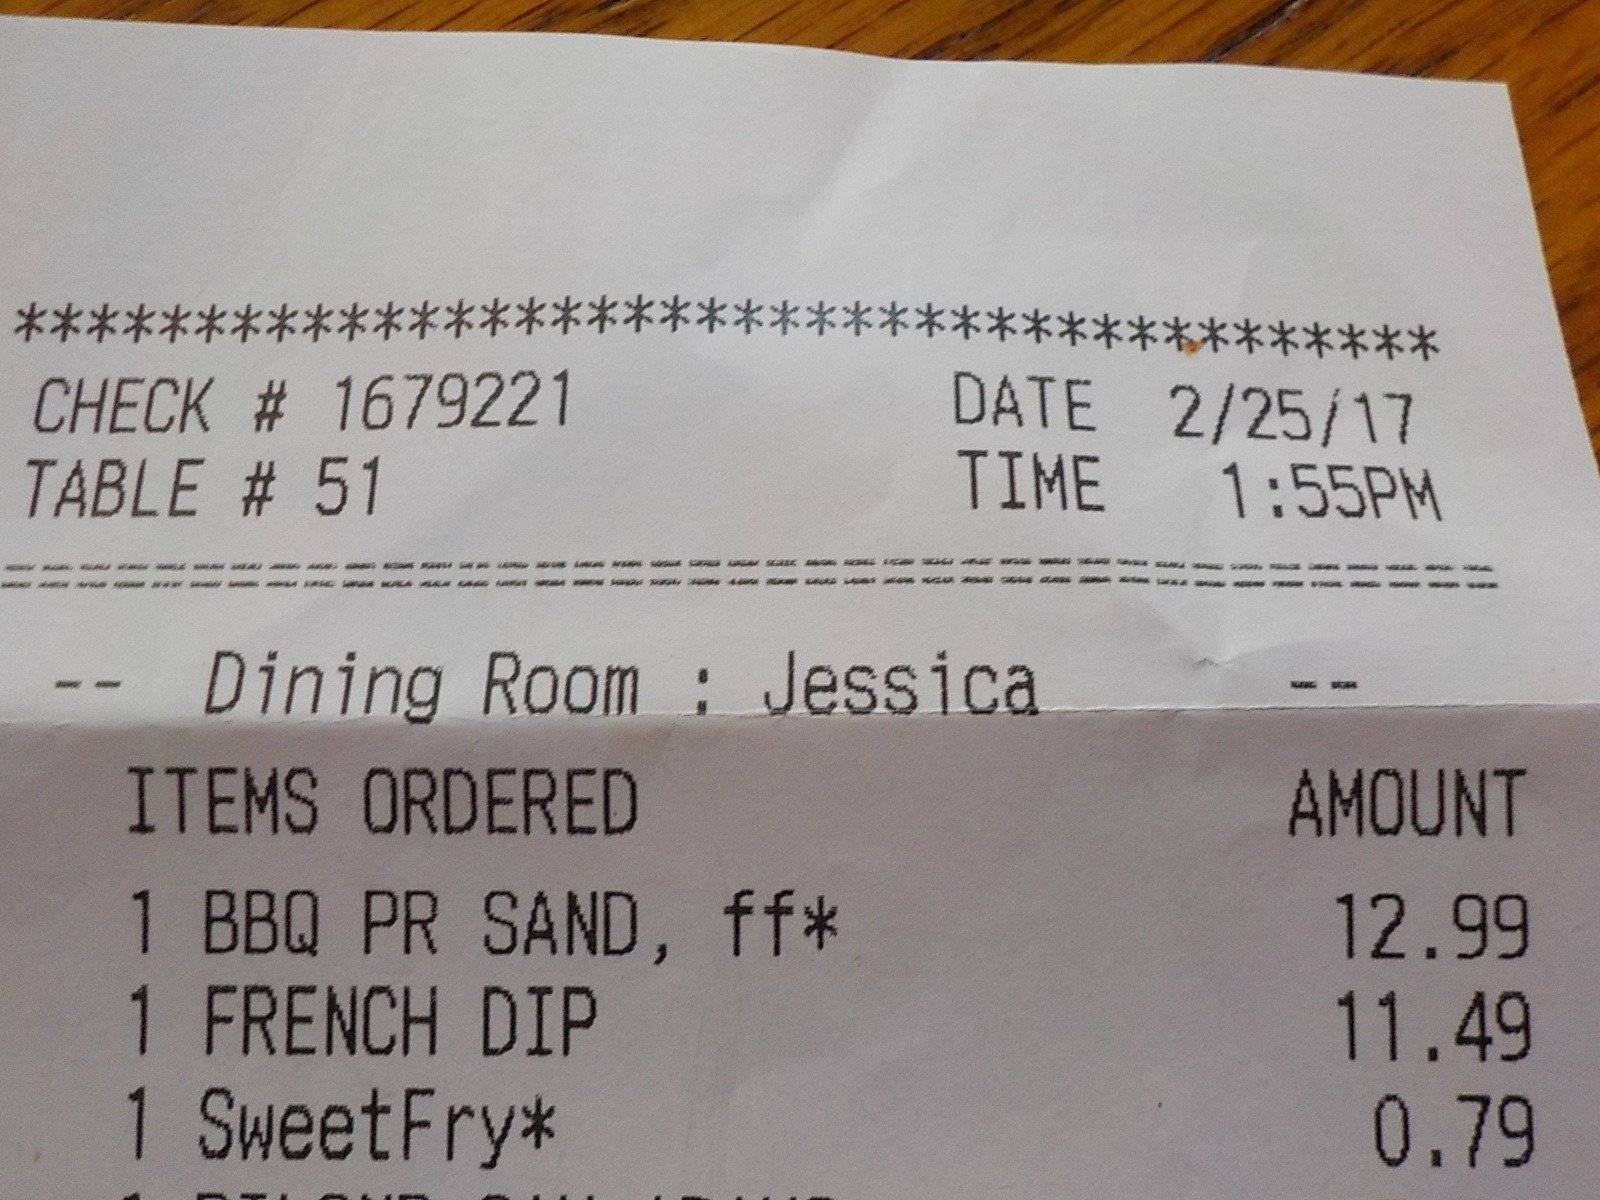 ****************************************
CHECK # 1679221 DATE 2/25/17
TABLE # 51 TIME 1:55PM
=======================================
-- Dining Room : Jessica --
ITEMS ORDERED AMOUNT
1 BBQ PR SAND, ff* 12.99
1 FRENCH DIP 11.49
1 SweetFry* 0.79